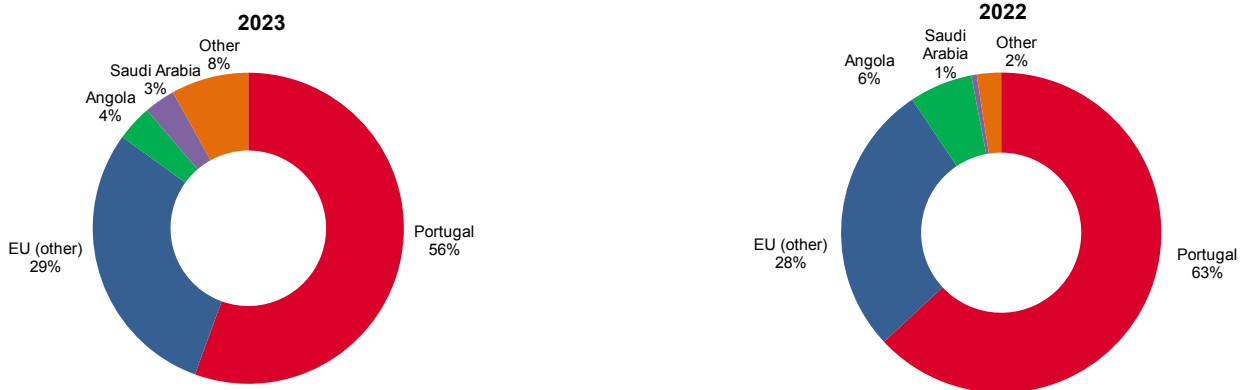 2023
Other
8%
Saudi Arabia
3%
Angola
4%
EU (other)
29%
Portugal
56%
2022
Other
2%
Saudi
Arabia
1%
Angola
6%
EU (other)
28%
Portugal
63%